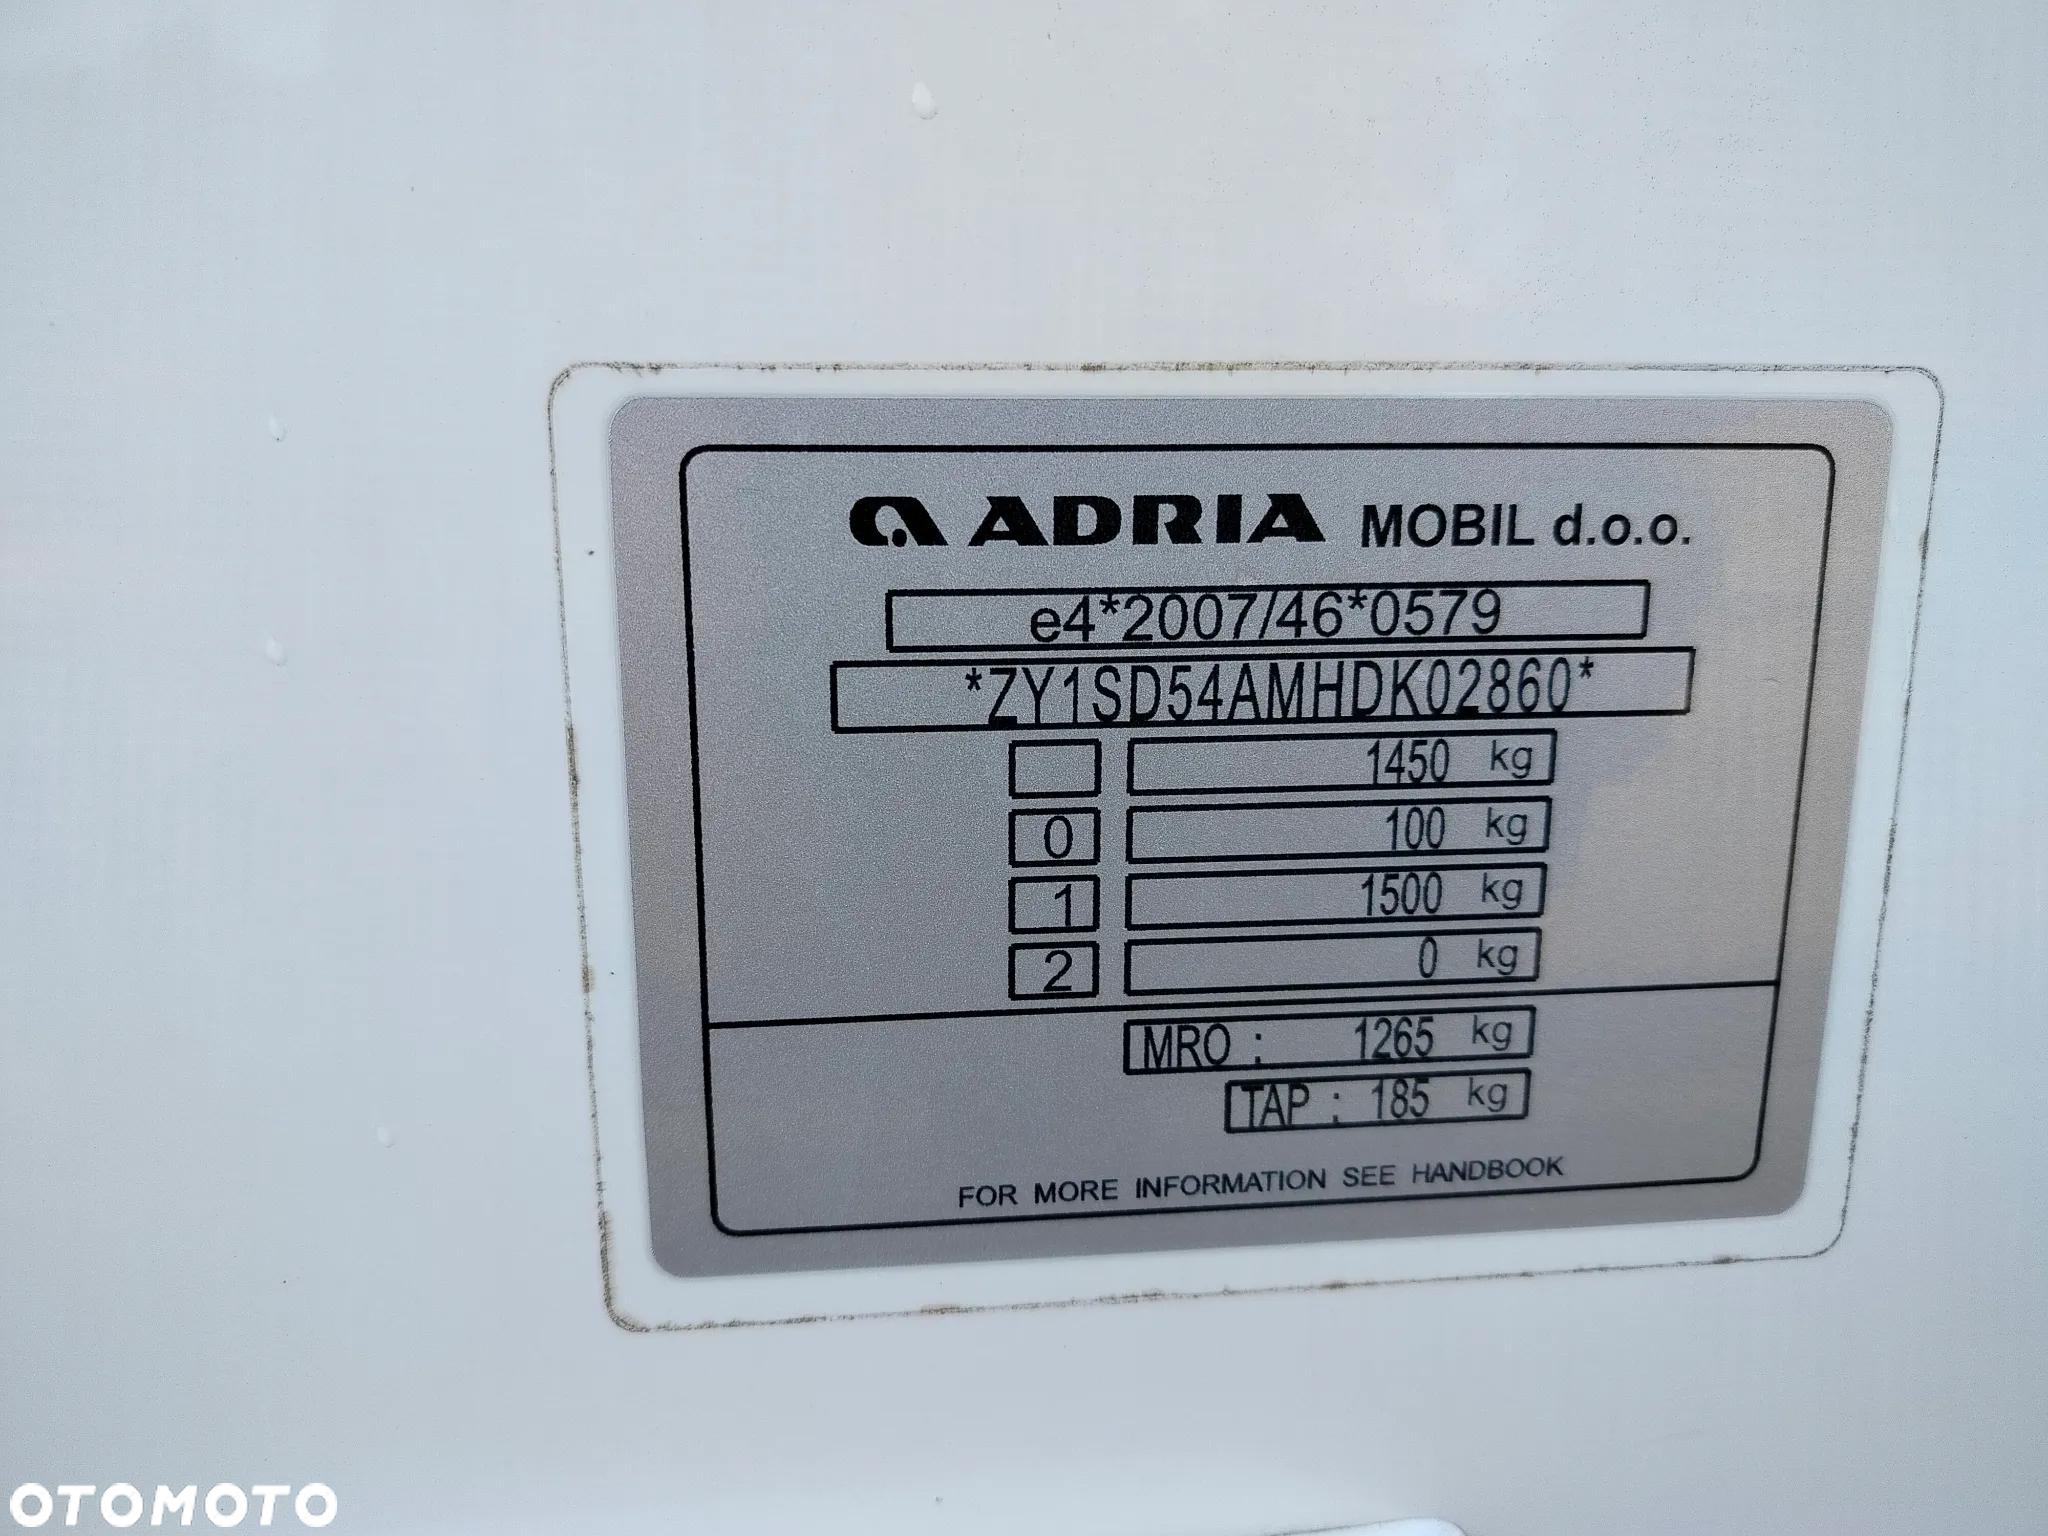 ADRIA MOBIL d.o.o.
e4*2007/46*0579
*ZY1SD54AMHDK02860*
1450 kg
0 100 kg
1 1500 kg
2 0 kg
MRO : 1265 kg
TAP : 185 kg
FOR MORE INFORMATION SEE HANDBOOK
OTOMOTO